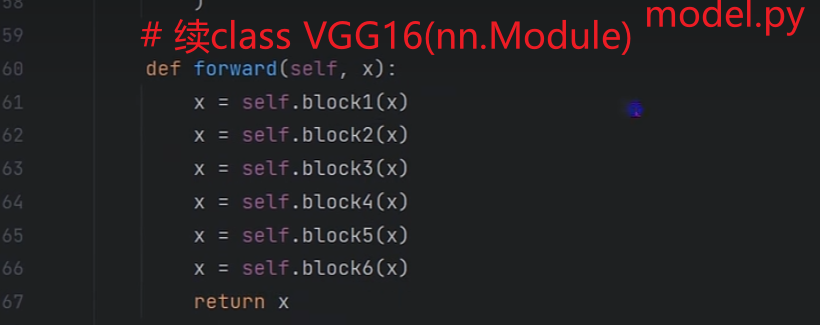 58 )
model.py
59 # 续class VGG16(nn.Module)
60 def forward(self, x):
61 x = self.block1(x)
62 x = self.block2(x)
63 x = self.block3(x)
64 x = self.block4(x)
65 x = self.block5(x)
66 x = self.block6(x)
67 return x